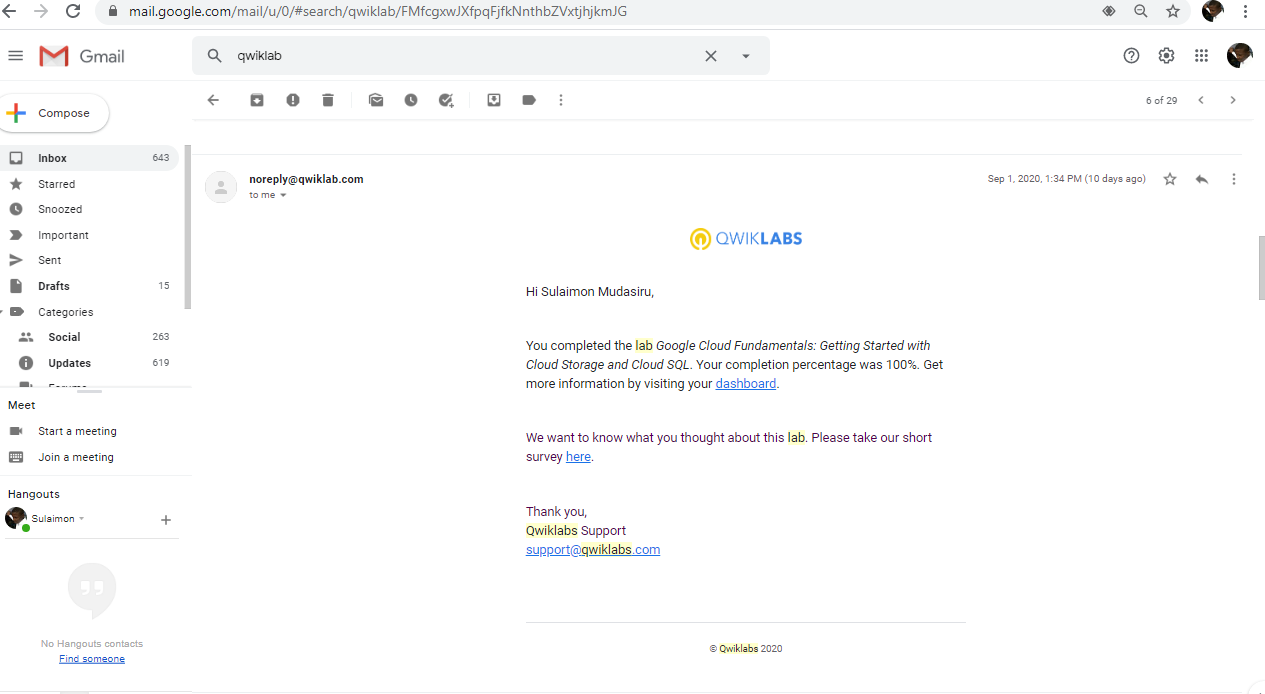 mail.google.com/mail/u/0/#search/qwiklab/FMfcgxwJXfpqFjfkNnthbZVxtjhjkmJG
Gmail
qwiklab
Compose
6 of 29
Inbox 643
Starred
Snoozed
Important
Sent
Drafts 15
Categories
Social 263
Updates 619
Forums
Meet
Start a meeting
Join a meeting
Hangouts
Sulaimon
No Hangouts contacts
Find someone
noreply@qwiklab.com
to me
Sep 1, 2020, 1:34 PM (10 days ago)
QWIKLABS
Hi Sulaimon Mudasiru,
You completed the lab Google Cloud Fundamentals: Getting Started with
Cloud Storage and Cloud SQL. Your completion percentage was 100%. Get
more information by visiting your dashboard.
We want to know what you thought about this lab. Please take our short
survey here.
Thank you,
Qwiklabs Support
support@qwiklabs.com
© Qwiklabs 2020